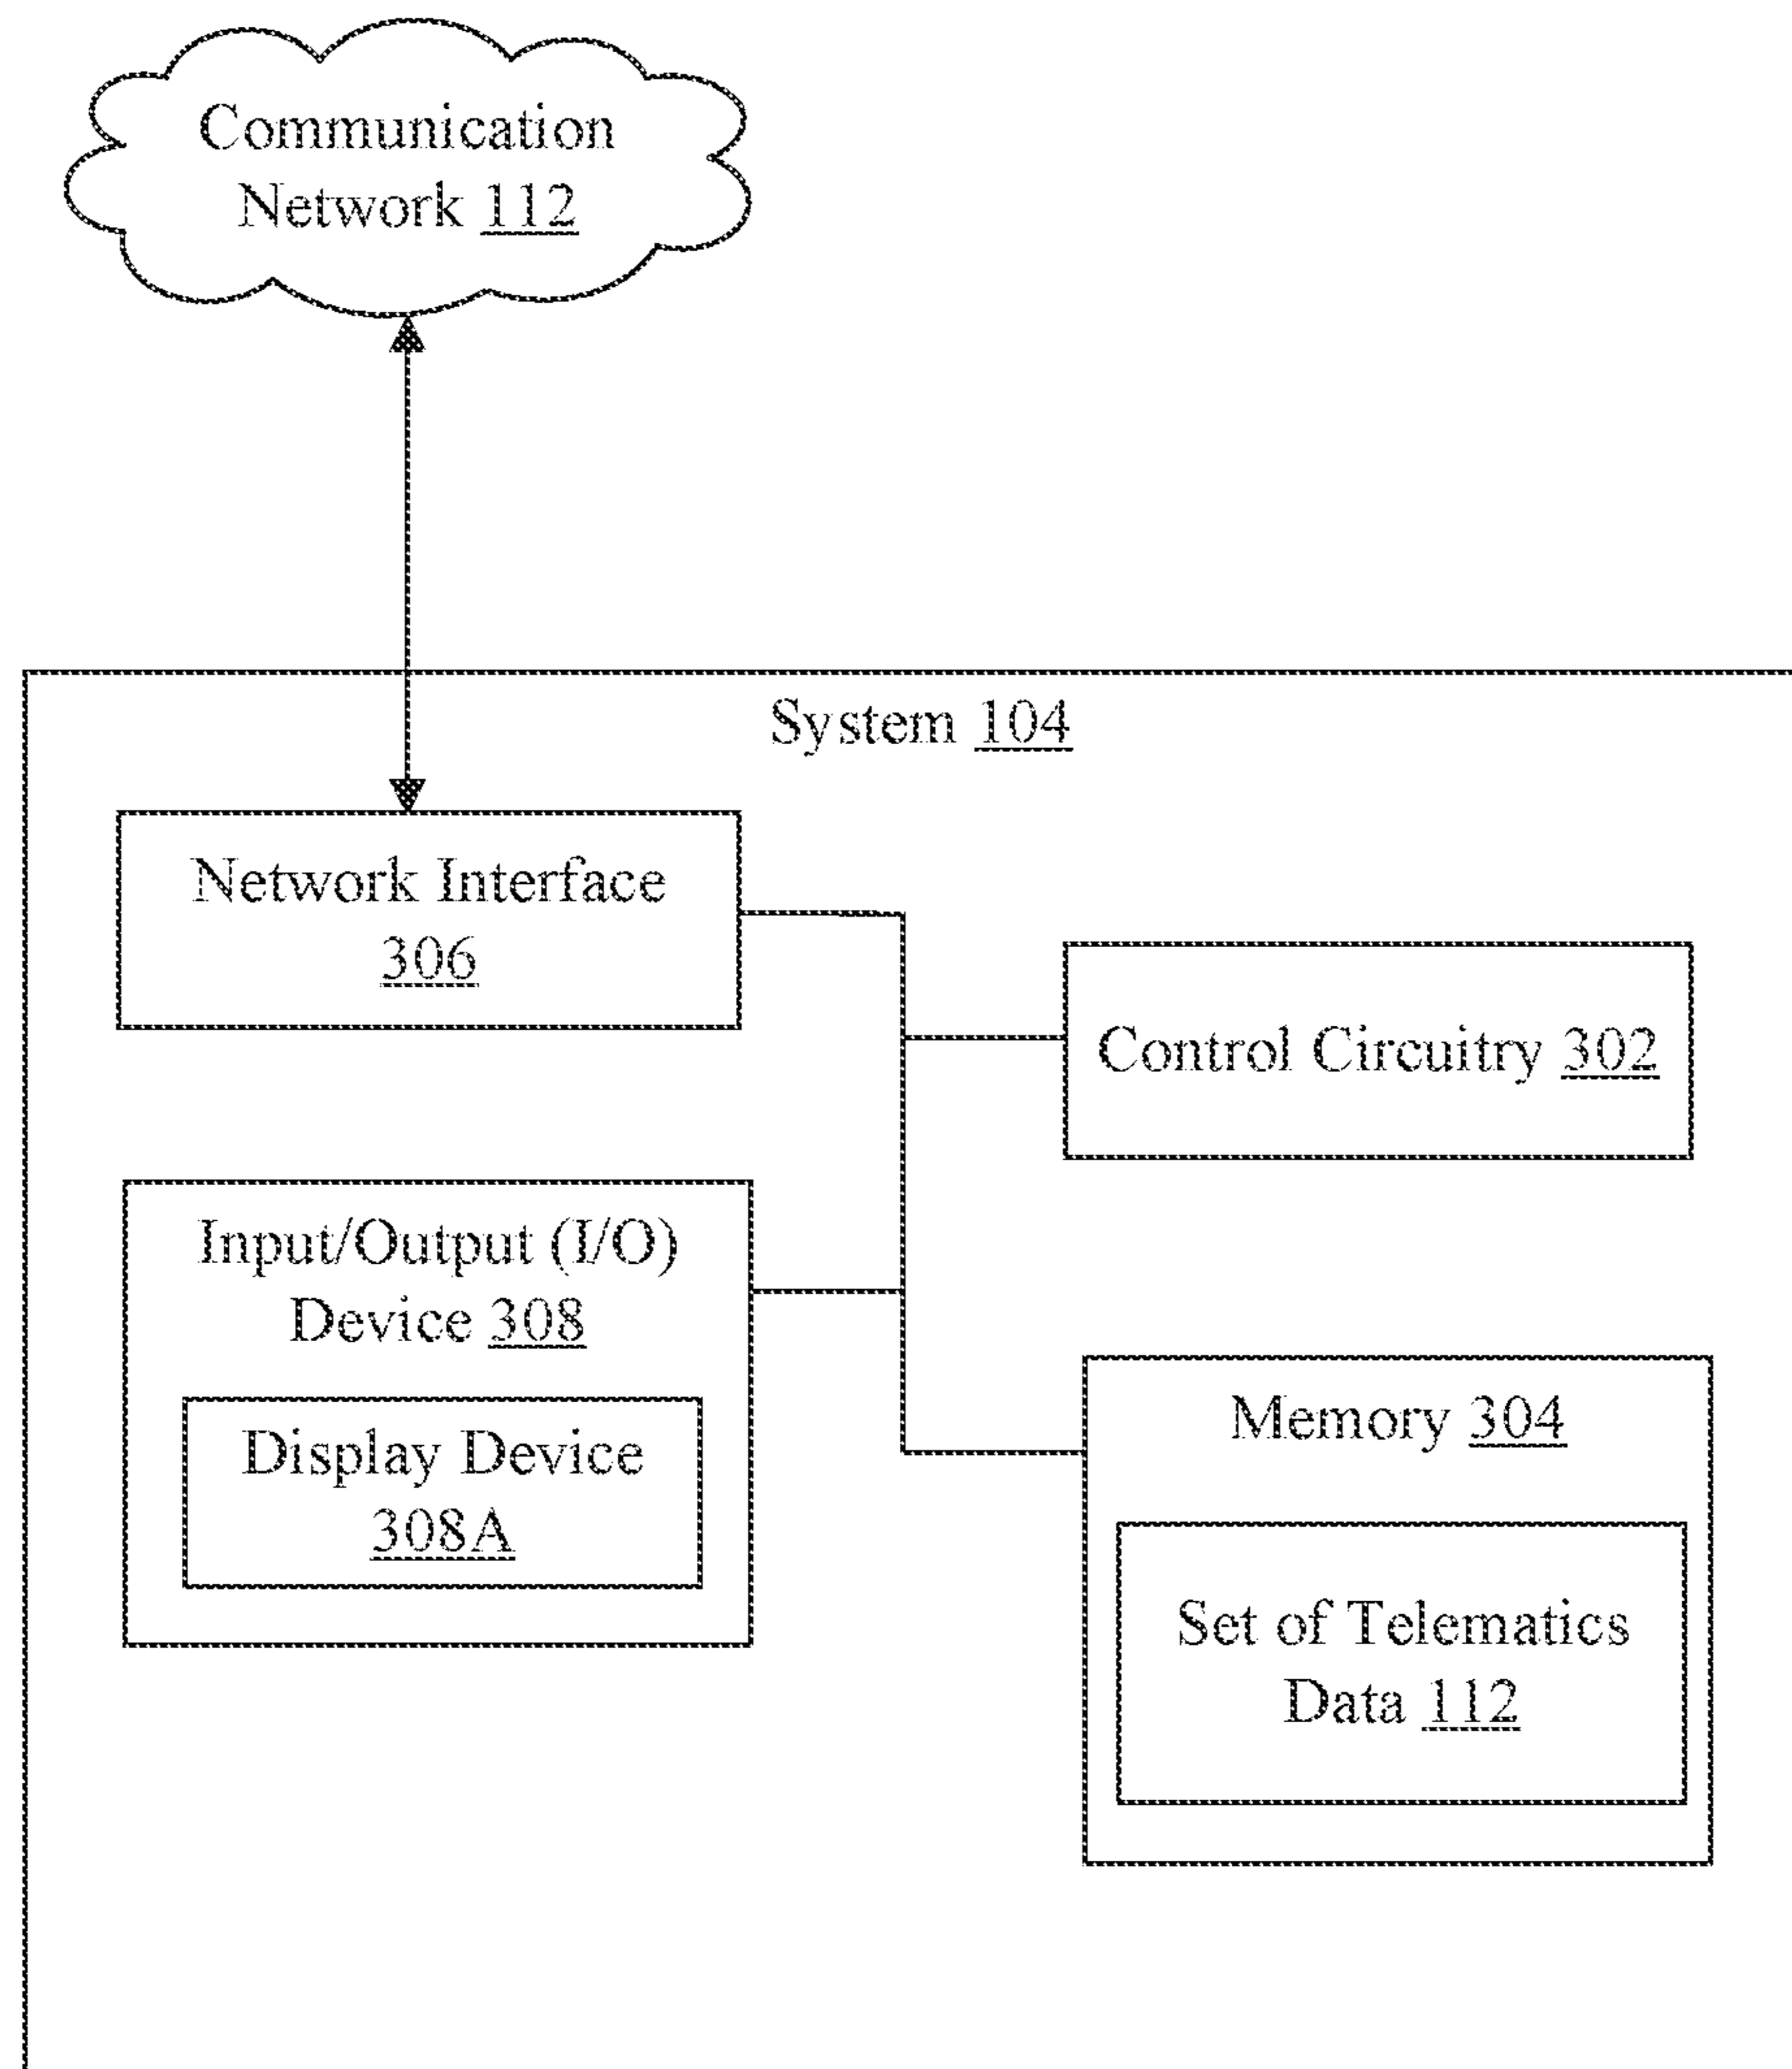 Communication
Network 112
System 104
Network Interface
306
Control Circuitry 302
Input/Output (I/O)
Device 308
Display Device
308A
Memory 304
Set of Telematics
Data 112